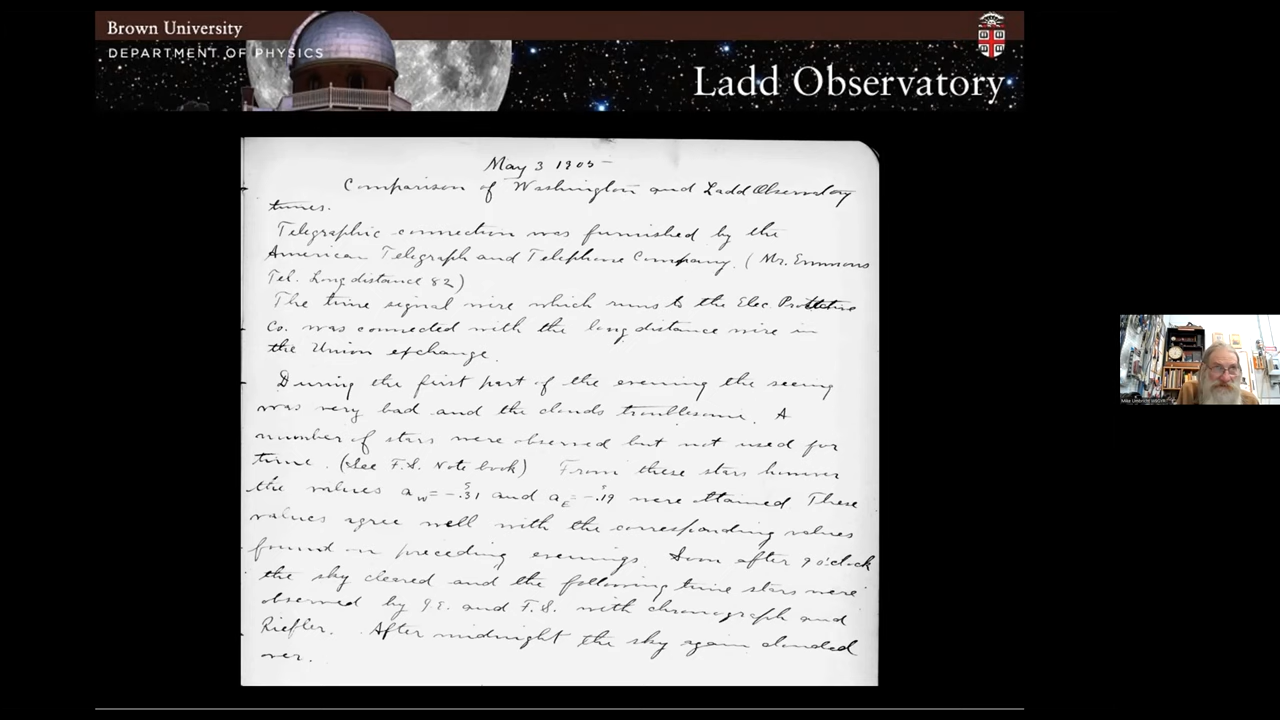 Brown University
DEPARTMENT OF PHYSICS
Ladd Observatory
May 3 1905
Comparison of Washington and Ladd Observatory
times.
Telegraphic connection was furnished by the
American Telegraph and Telephone Company. (Mr. Emmons
Tel. Long distance 82)
The time signal wire which runs to the Elec. Protective
Co. was connected with the long distance wire in
the Union exchange.
During the first part of the evening the seeing
was very bad and the clouds troublesome. A
number of stars were observed but not used for
time. (See F.S. Note book) From these stars however
the values a_w = -.31 and a_E = -.19 were attained. These
values agree well with the corresponding values
found on preceding evenings. Soon after 9 o'clock
the sky cleared and the following time stars were
observed by and F.S. with chronograph and
Riefler. After midnight the sky again clouded
over.